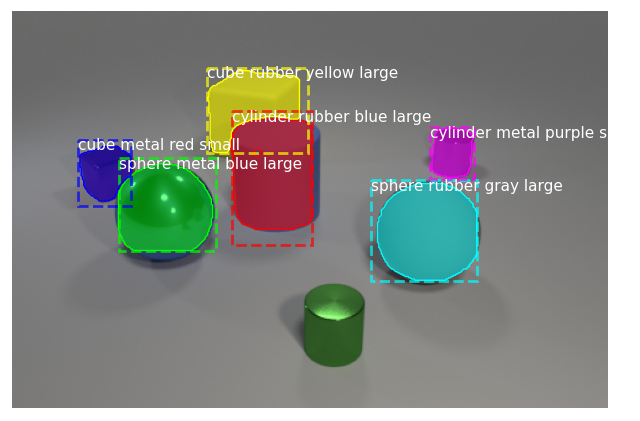 cube rubber yellow large
cylinder rubber blue large
cylinder metal purple s
cube metal red small
sphere metal blue large
sphere rubber gray large